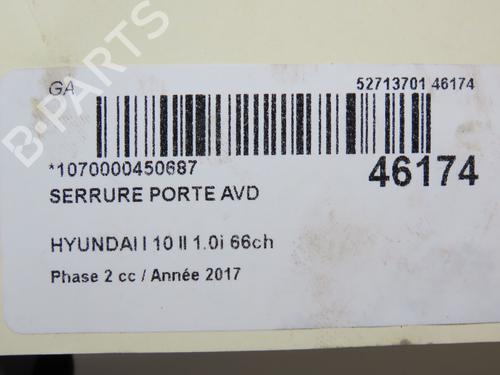 GA 52713701 46174
*1070000450687 46174
SERRURE PORTE AVD
HYUNDAI I 10 II 1.0i 66ch
Phase 2 cc / Année 2017
B-PARTS